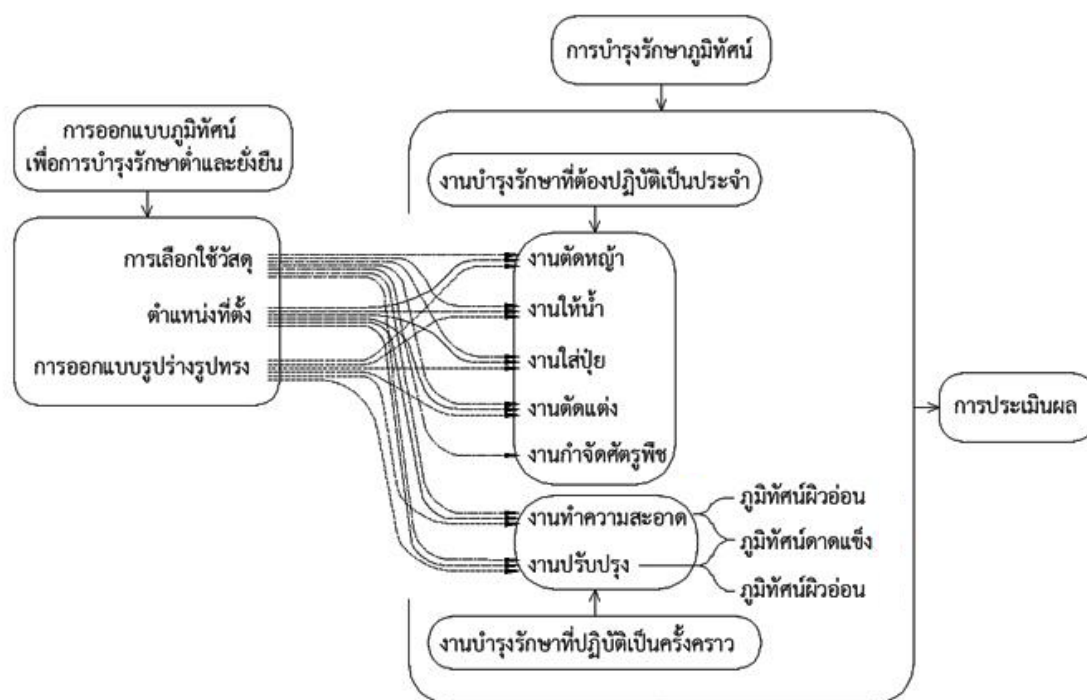 การบำรุงรักษาภูมิทัศน์
การออกแบบภูมิทัศน์
เพื่อการบำรุงรักษาต่ำและยั่งยืน
งานบำรุงรักษาที่ต้องปฏิบัติเป็นประจำ
การเลือกใช้วัสดุ
ตำแหน่งที่ตั้ง
การออกแบบรูปร่างรูปทรง
งานตัดหญ้า
งานให้น้ำ
งานใส่ปุ๋ย
งานตัดแต่ง
งานกำจัดศัตรูพืช
งานทำความสะอาด
งานปรับปรุง
ภูมิทัศน์ผิวอ่อน
ภูมิทัศน์ดาดแข็ง
ภูมิทัศน์ผิวอ่อน
งานบำรุงรักษาที่ปฏิบัติเป็นครั้งคราว
การประเมินผล